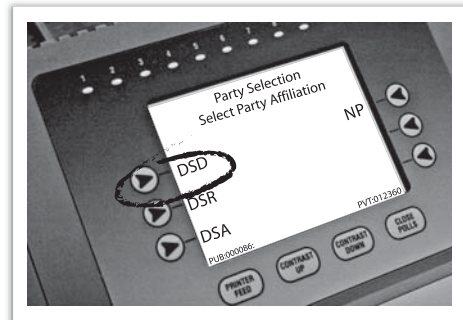 1 2 3 4 5 6 7 8
Party Selection
Select Party Affiliation
NP
DSD
DSR
DSA
PUB:000086:
PVT:012360
PRINTER FEED
CONTRAST UP
CONTRAST DOWN
CLOSE POLLS